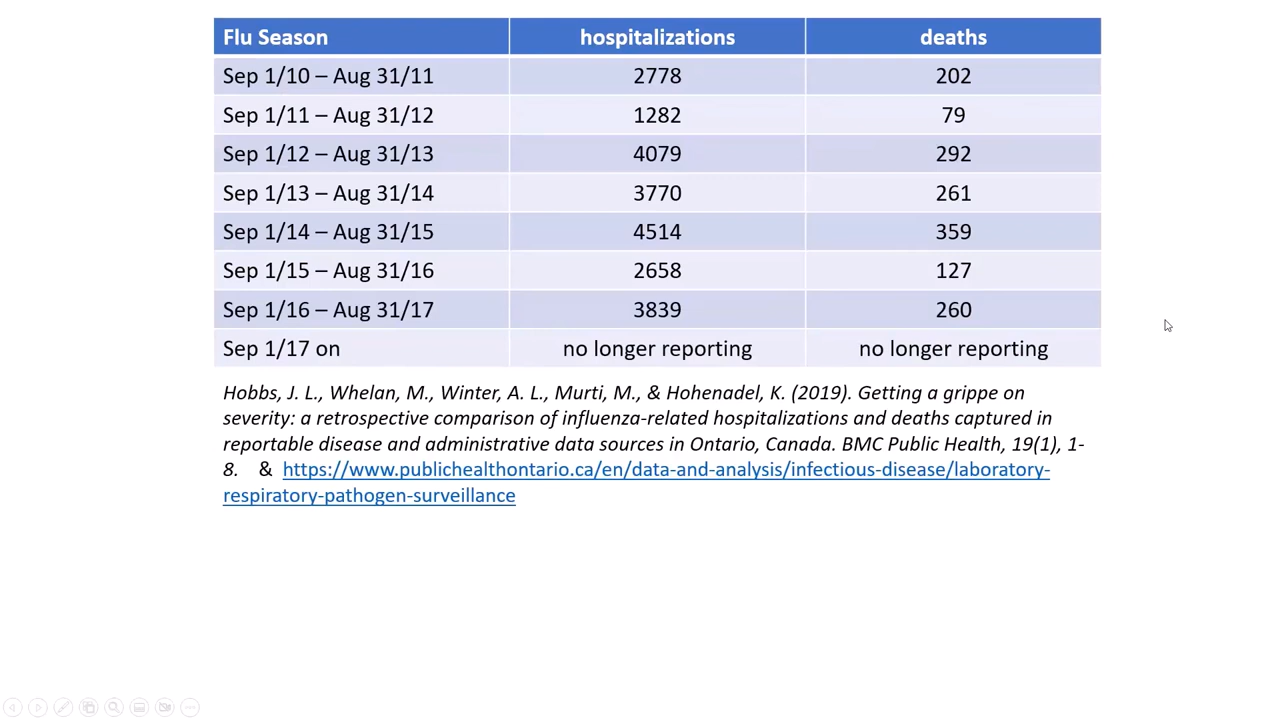 Flu Season hospitalizations deaths
Sep 1/10 – Aug 31/11 2778 202
Sep 1/11 – Aug 31/12 1282 79
Sep 1/12 – Aug 31/13 4079 292
Sep 1/13 – Aug 31/14 3770 261
Sep 1/14 – Aug 31/15 4514 359
Sep 1/15 – Aug 31/16 2658 127
Sep 1/16 – Aug 31/17 3839 260
Sep 1/17 on no longer reporting no longer reporting
Hobbs, J. L., Whelan, M., Winter, A. L., Murti, M., & Hohenadel, K. (2019). Getting a grippe on
severity: a retrospective comparison of influenza-related hospitalizations and deaths captured in
reportable disease and administrative data sources in Ontario, Canada. BMC Public Health, 19(1), 1-
8. & https://www.publichealthontario.ca/en/data-and-analysis/infectious-disease/laboratory-
respiratory-pathogen-surveillance